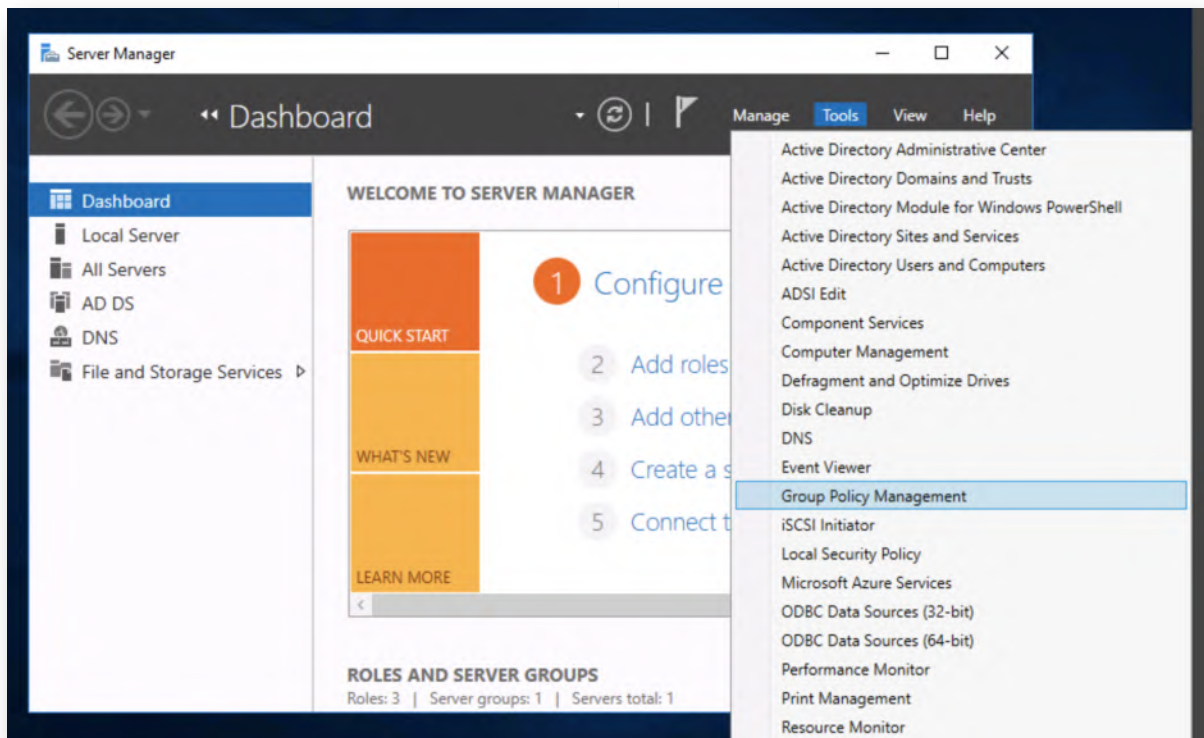 Server Manager
Dashboard
Manage Tools View Help
Dashboard
Local Server
All Servers
AD DS
DNS
File and Storage Services
WELCOME TO SERVER MANAGER
QUICK START
WHAT'S NEW
LEARN MORE
1 Configure
2 Add roles
3 Add other
4 Create a s
5 Connect t
ROLES AND SERVER GROUPS
Roles: 3 | Server groups: 1 | Servers total: 1
Active Directory Administrative Center
Active Directory Domains and Trusts
Active Directory Module for Windows PowerShell
Active Directory Sites and Services
Active Directory Users and Computers
ADSI Edit
Component Services
Computer Management
Defragment and Optimize Drives
Disk Cleanup
DNS
Event Viewer
Group Policy Management
iSCSI Initiator
Local Security Policy
Microsoft Azure Services
ODBC Data Sources (32-bit)
ODBC Data Sources (64-bit)
Performance Monitor
Print Management
Resource Monitor